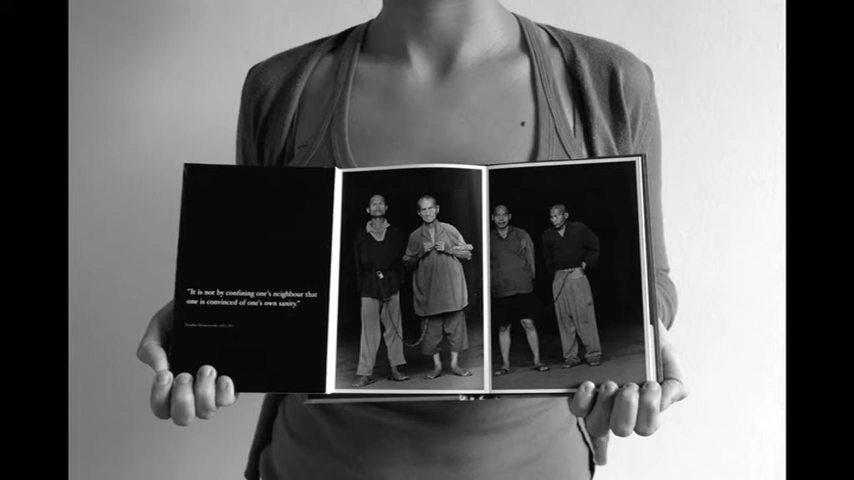 "It is not by confining one's neighbour that
one is convinced of one's own sanity."